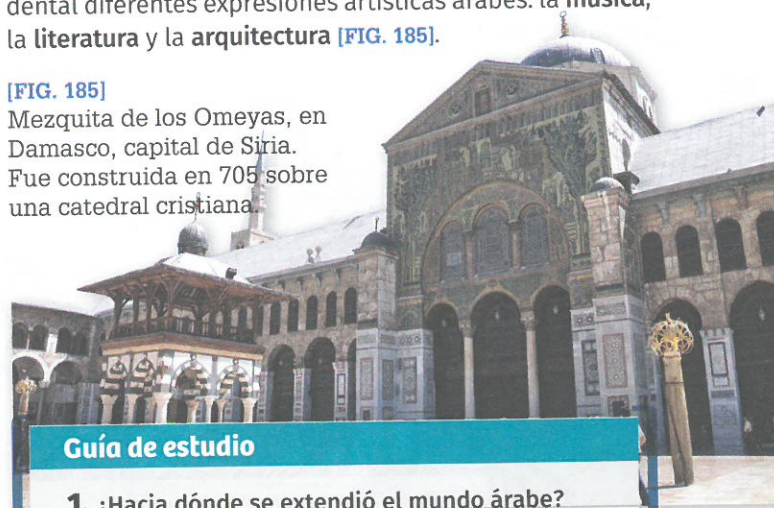 dental diferentes expresiones artísticas árabes: la música,
la literatura y la arquitectura [FIG. 185].
[FIG. 185]
Mezquita de los Omeyas, en
Damasco, capital de Siria.
Fue construida en 705 sobre
una catedral cristiana.
Guía de estudio
1. ¿Hacia dónde se extendió el mundo árabe?